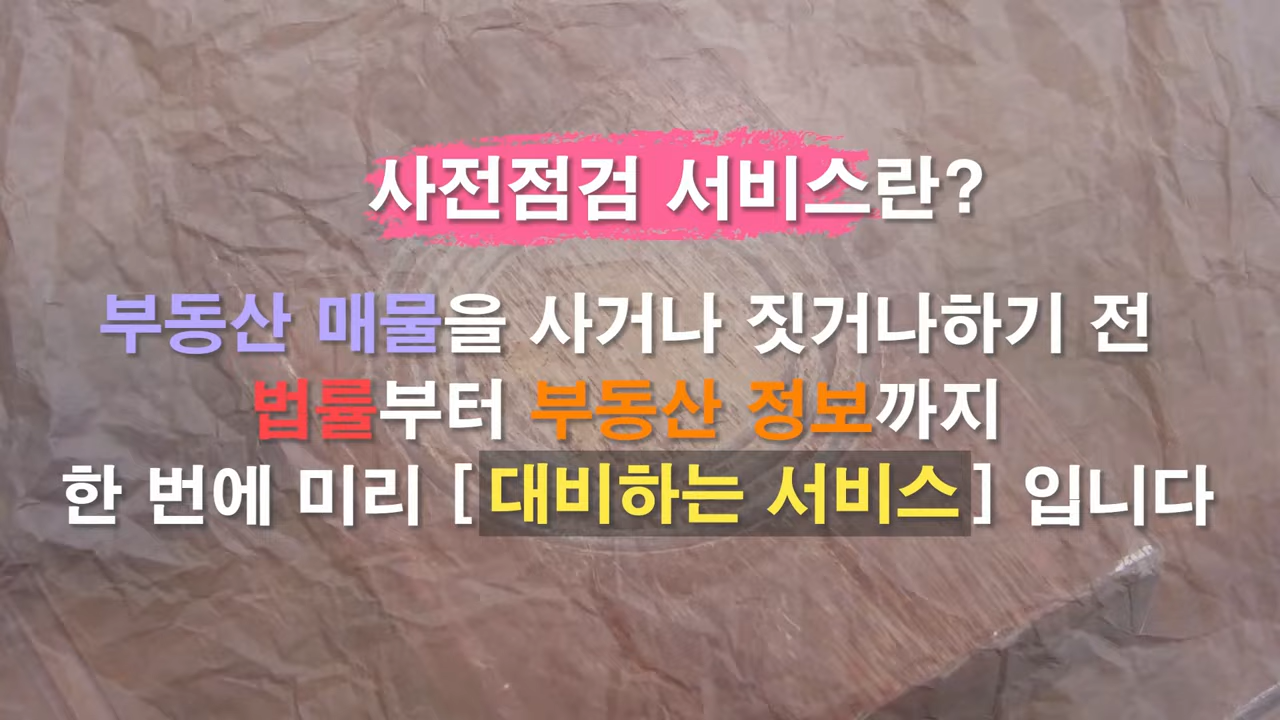 사전점검 서비스란?
부동산 매물을 사거나 짓거나하기 전
법률부터 부동산 정보까지
한 번에 미리 [대비하는 서비스] 입니다